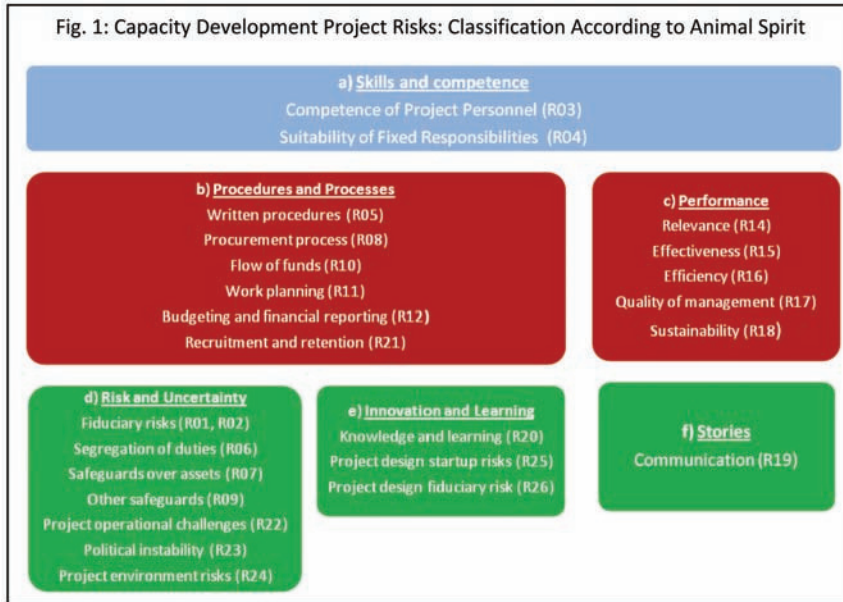 Fig. 1: Capacity Development Project Risks: Classification According to Animal Spirit
a) Skills and competence
Competence of Project Personnel (R03)
Suitability of Fixed Responsibilities (R04)
b) Procedures and Processes
Written procedures (R05)
Procurement process (R08)
Flow of funds (R10)
Work planning (R11)
Budgeting and financial reporting (R12)
Recruitment and retention (R21)
c) Performance
Relevance (R14)
Effectiveness (R15)
Efficiency (R16)
Quality of management (R17)
Sustainability (R18)
d) Risk and Uncertainty
Fiduciary risks (R01, R02)
Segregation of duties (R06)
Safeguards over assets (R07)
Other safeguards (R09)
Project operational challenges (R22)
Political instability (R23)
Project environment risks (R24)
e) Innovation and Learning
Knowledge and learning (R20)
Project design startup risks (R25)
Project design fiduciary risk (R26)
f) Stories
Communication (R19)